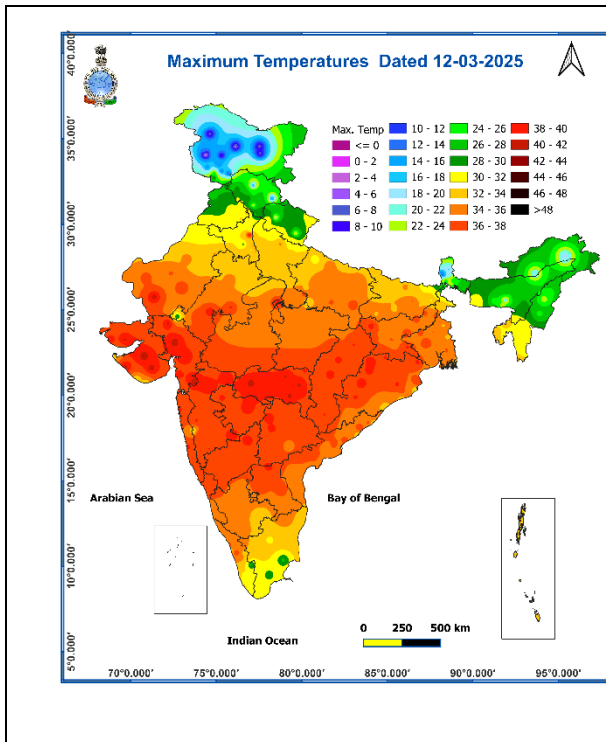 Maximum Temperatures Dated 12-03-2025
Max. Temp
<= 0
0 - 2
2 - 4
4 - 6
6 - 8
8 - 10
10 - 12
12 - 14
14 - 16
16 - 18
18 - 20
20 - 22
22 - 24
24 - 26
26 - 28
28 - 30
30 - 32
32 - 34
34 - 36
36 - 38
38 - 40
40 - 42
42 - 44
44 - 46
46 - 48
>48
40°0.000'
35°0.000'
30°0.000'
25°0.000'
20°0.000'
15°0.000'
10°0.000'
5°0.000'
Arabian Sea
Bay of Bengal
Indian Ocean
0 250 500 km
70°0.000' 75°0.000' 80°0.000' 85°0.000' 90°0.000' 95°0.000'